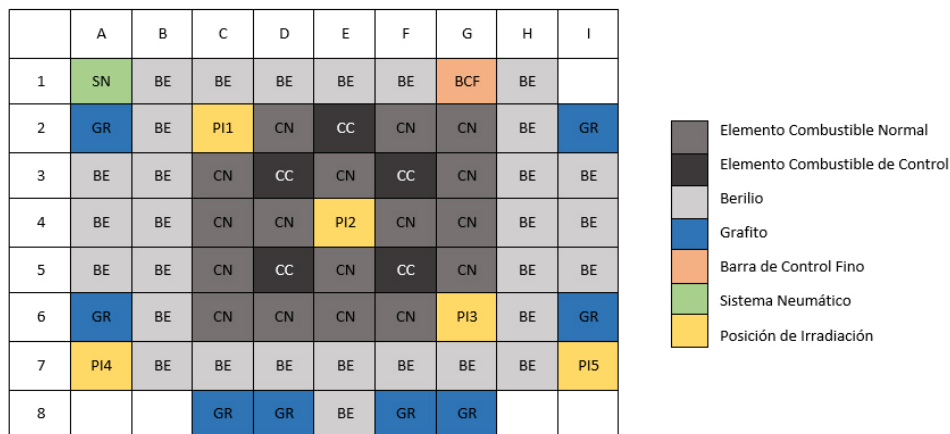 A B C D E F G H I
1 SN BE BE BE BE BE BCF BE
2 GR BE PI1 CN CC CN CN BE GR
3 BE BE CN CC CN CC CN BE BE
4 BE BE CN CN PI2 CN CN BE BE
5 BE BE CN CC CN CC CN BE BE
6 GR BE CN CN CN CN PI3 BE GR
7 PI4 BE BE BE BE BE BE BE PI5
8 GR GR BE GR GR
Elemento Combustible Normal
Elemento Combustible de Control
Berilio
Grafito
Barra de Control Fino
Sistema Neumático
Posición de Irradiación